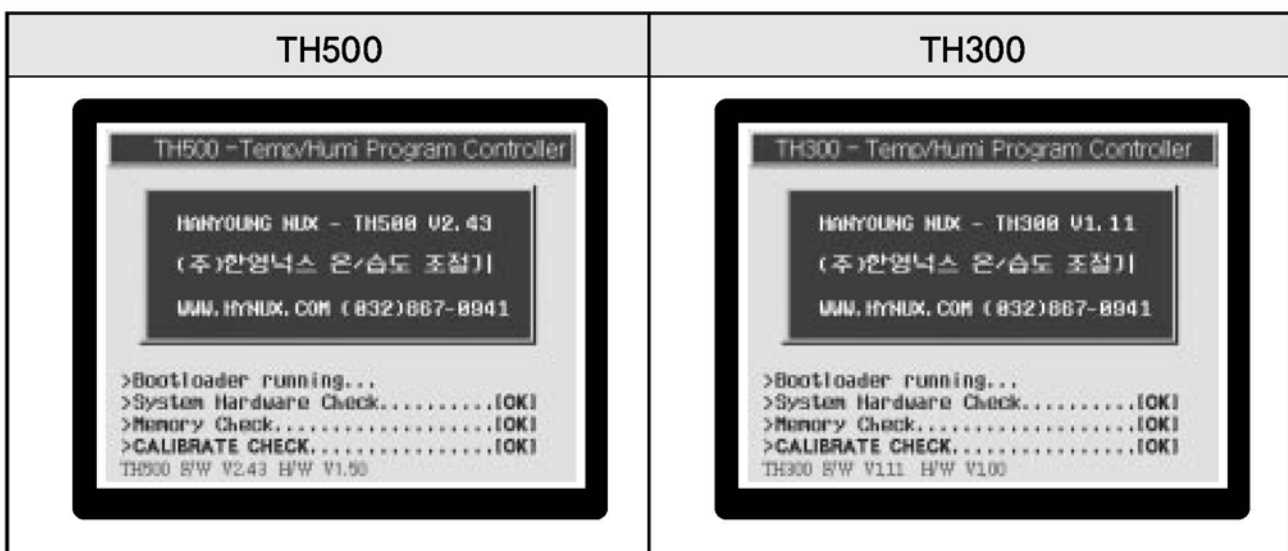 TH500
TH300
TH500 -Temp/Humi Program Controller
HANYOUNG NUX - TH500 V2.43
(주)한영넉스 온/습도 조절기
WWW.HYNUX.COM (032)867-0941
>Bootloader running...
>System Hardware Check..........[OK]
>Memory Check...................[OK]
>CALIBRATE CHECK................[OK]
TH500 S/W V2.43 H/W V1.50
TH300 - Temp/Humi Program Controller
HANYOUNG NUX - TH300 V1.11
(주)한영넉스 온/습도 조절기
WWW.HYNUX.COM (032)867-0941
>Bootloader running...
>System Hardware Check..........[OK]
>Memory Check...................[OK]
>CALIBRATE CHECK................[OK]
TH300 S/W V1.11 H/W V1.00